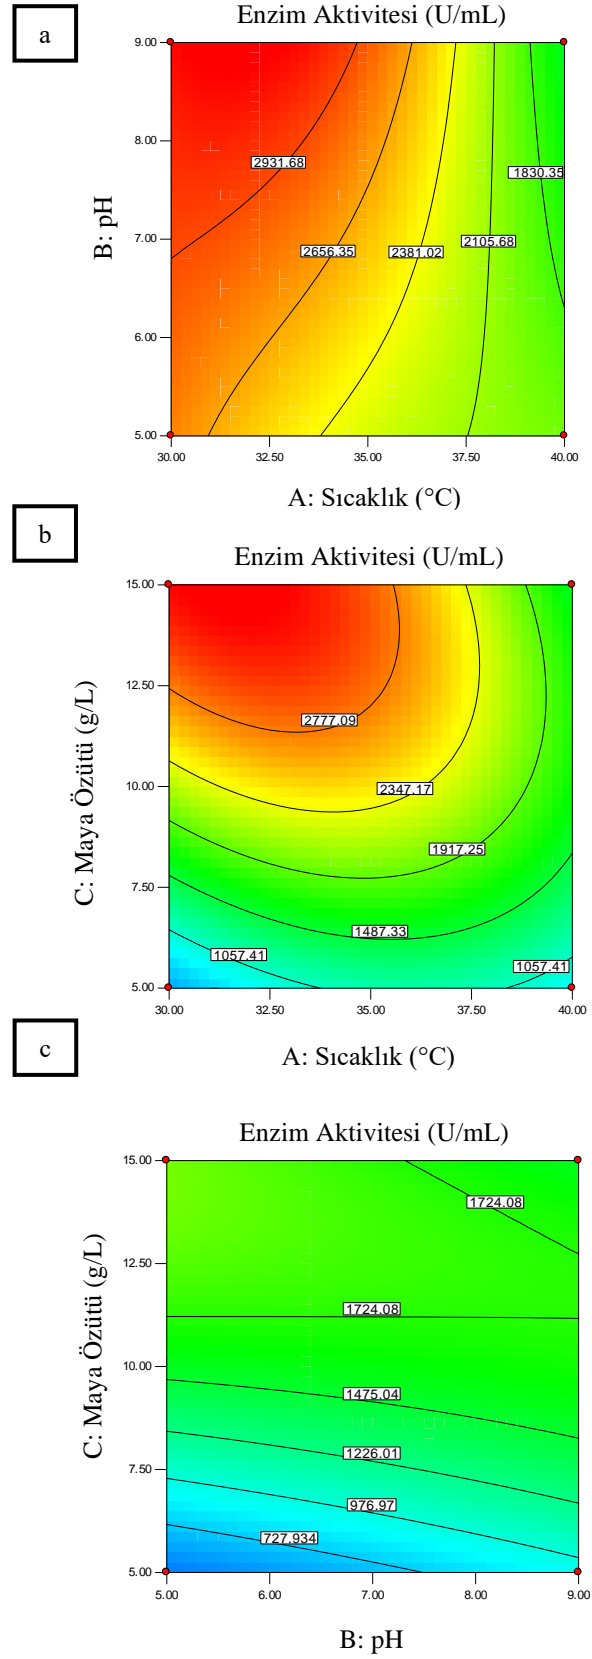 a
Enzim Aktivitesi (U/mL)
9.00
8.00
7.00
6.00
5.00
B: pH
2931.68
2656.35
2381.02
2105.68
1830.35
30.00 32.50 35.00 37.50 40.00
A: Sıcaklık (°C)
b
Enzim Aktivitesi (U/mL)
15.00
12.50
10.00
7.50
5.00
C: Maya Özütü (g/L)
2777.09
2347.17
1917.25
1487.33
1057.41
1057.41
30.00 32.50 35.00 37.50 40.00
A: Sıcaklık (°C)
c
Enzim Aktivitesi (U/mL)
15.00
12.50
10.00
7.50
5.00
C: Maya Özütü (g/L)
1724.08
1724.08
1475.04
1226.01
976.97
727.934
5.00 6.00 7.00 8.00 9.00
B: pH